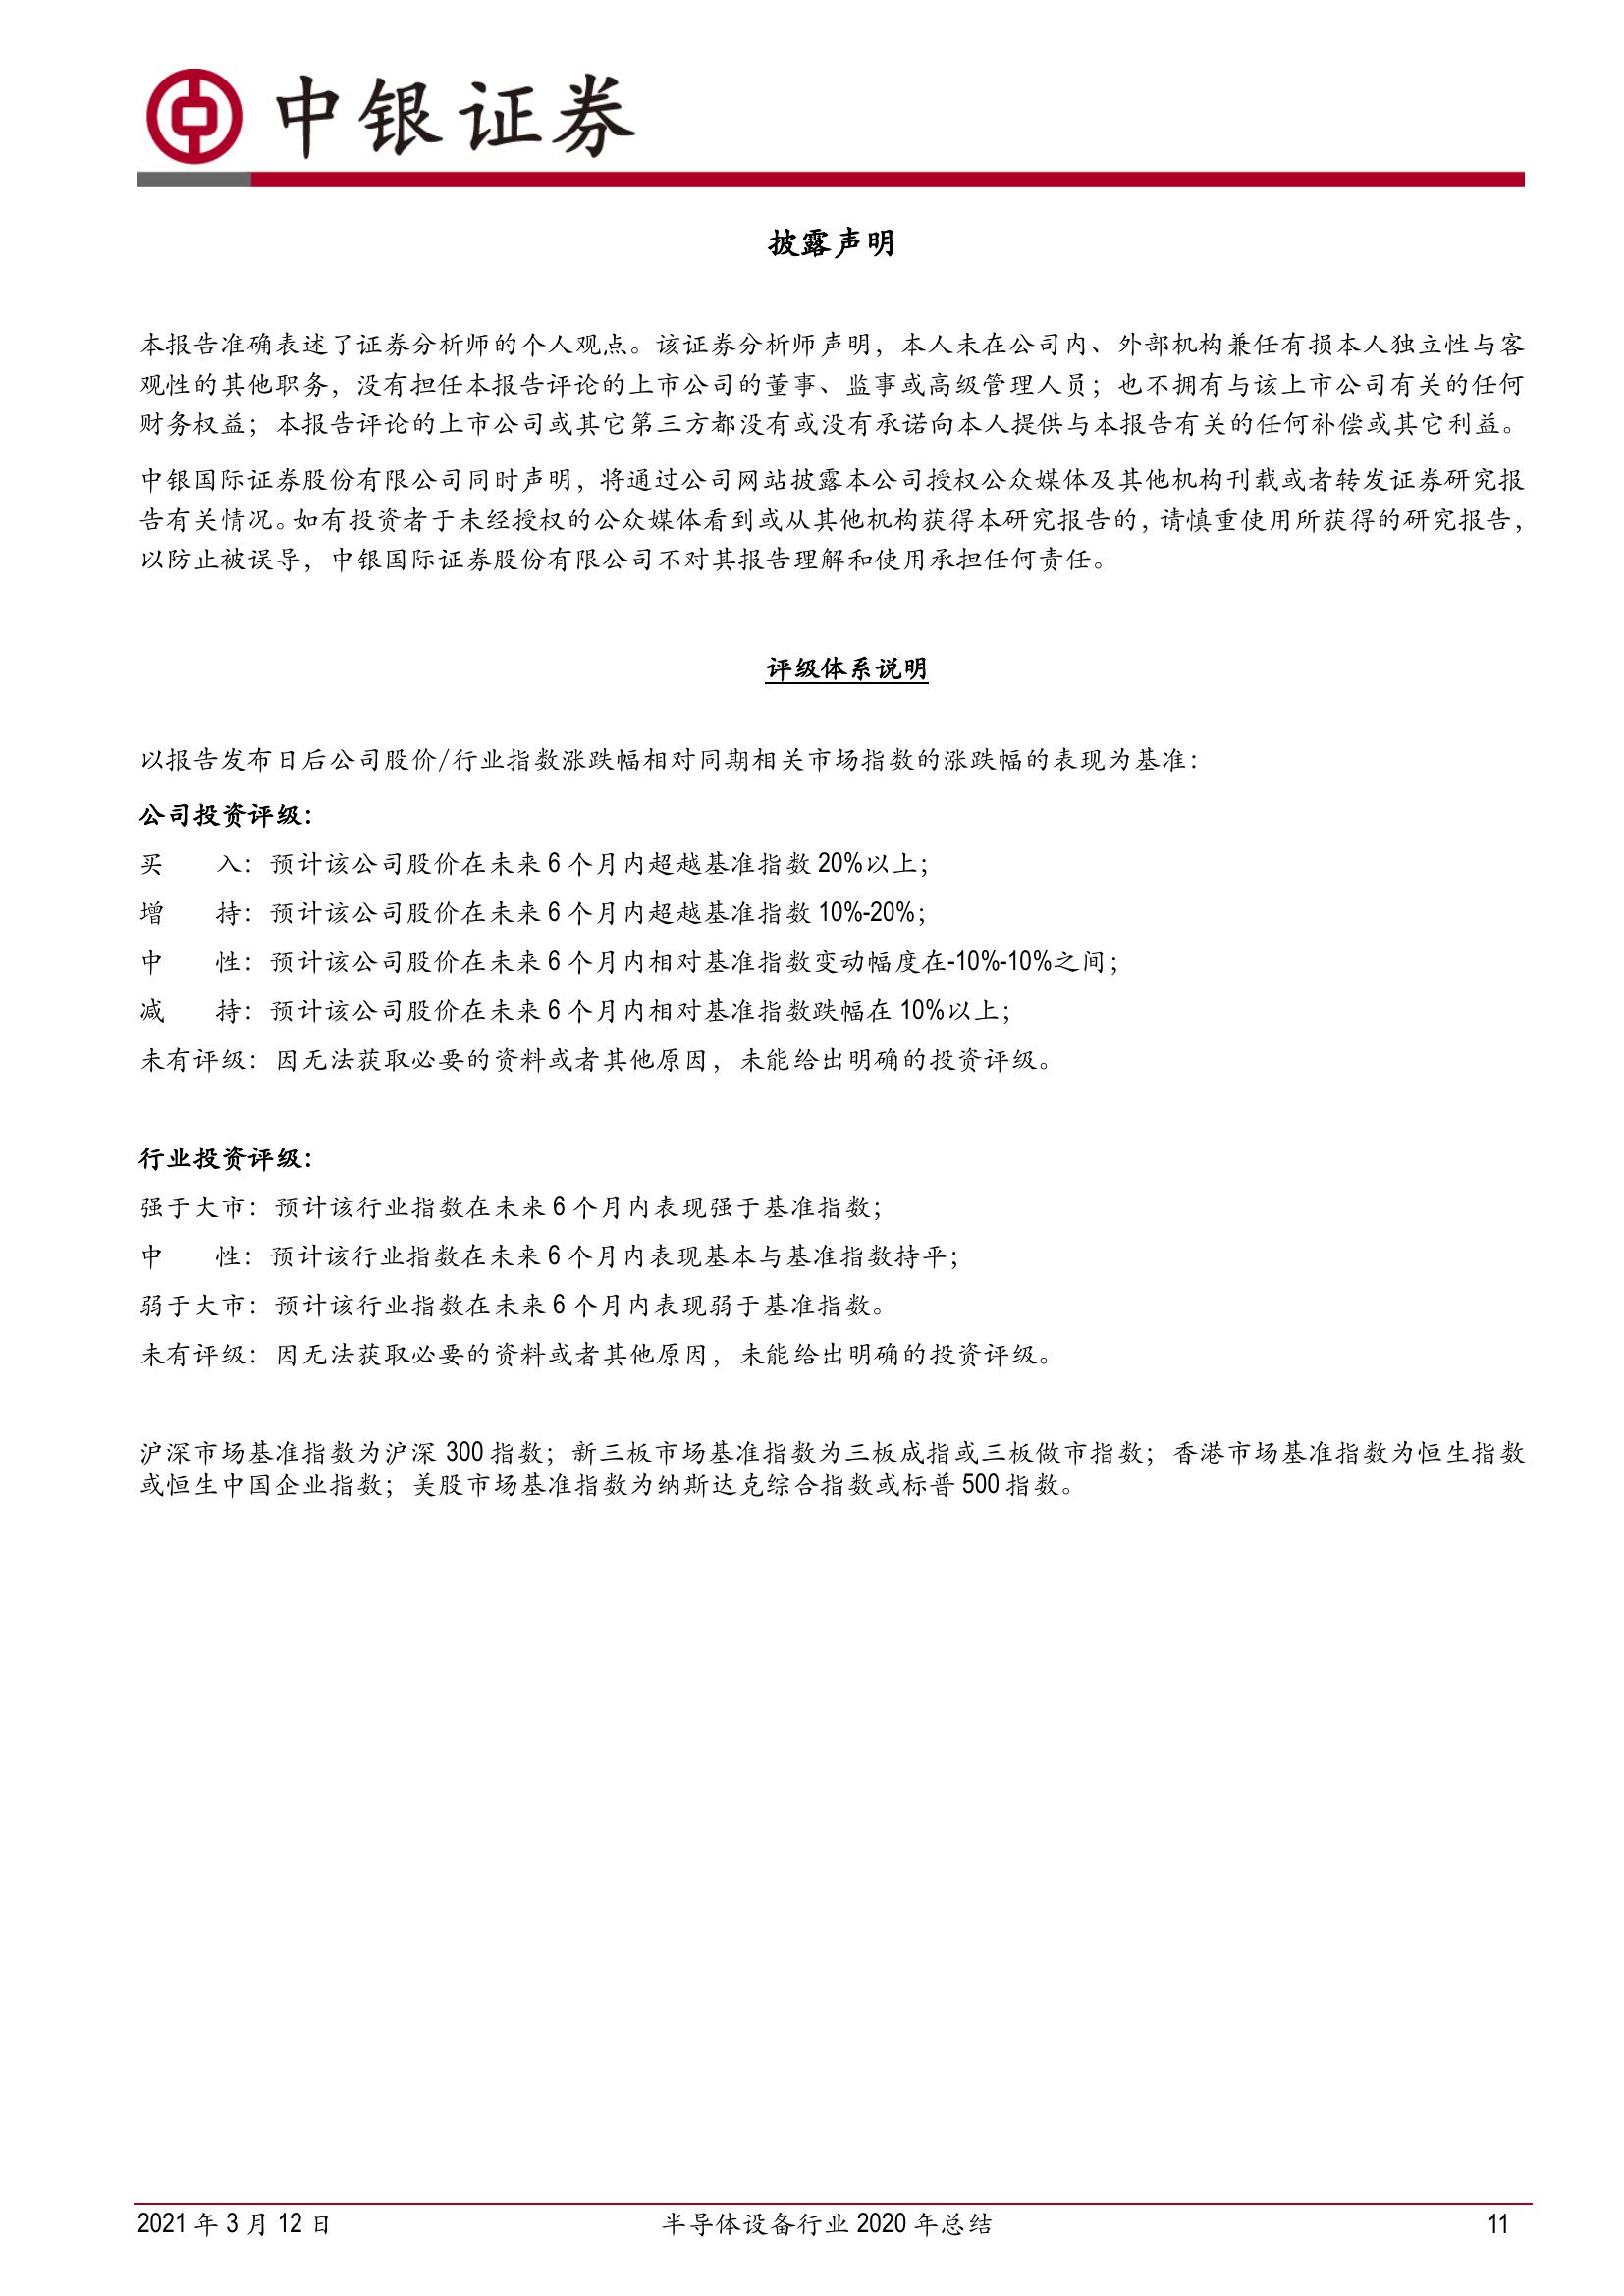 中银证券
披露声明
本报告准确表述了证券分析师的个人观点。该证券分析师声明，本人未在公司内、外部机构兼任有损本人独立性与客
观性的其他职务，没有担任本报告评论的上市公司的董事、监事或高级管理人员；也不拥有与该上市公司有关的任何
财务权益；本报告评论的上市公司或其它第三方都没有或没有承诺向本人提供与本报告有关的任何补偿或其它利益。
中银国际证券股份有限公司同时声明，将通过公司网站披露本公司授权公众媒体及其他机构刊载或者转发证券研究报
告有关情况。如有投资者于未经授权的公众媒体看到或从其他机构获得本研究报告的，请慎重使用所获得的研究报告，
以防止被误导，中银国际证券股份有限公司不对其报告理解和使用承担任何责任。
评级体系说明
以报告发布日后公司股价/行业指数涨跌幅相对同期相关市场指数的涨跌幅的表现为基准：
公司投资评级：
买　　入：预计该公司股价在未来 6 个月内超越基准指数 20%以上；
增　　持：预计该公司股价在未来 6 个月内超越基准指数 10%-20%；
中　　性：预计该公司股价在未来 6 个月内相对基准指数变动幅度在-10%-10%之间；
减　　持：预计该公司股价在未来 6 个月内相对基准指数跌幅在 10%以上；
未有评级：因无法获取必要的资料或者其他原因，未能给出明确的投资评级。
行业投资评级：
强于大市：预计该行业指数在未来 6 个月内表现强于基准指数；
中　　性：预计该行业指数在未来 6 个月内表现基本与基准指数持平；
弱于大市：预计该行业指数在未来 6 个月内表现弱于基准指数。
未有评级：因无法获取必要的资料或者其他原因，未能给出明确的投资评级。
沪深市场基准指数为沪深 300 指数；新三板市场基准指数为三板成指或三板做市指数；香港市场基准指数为恒生指数
或恒生中国企业指数；美股市场基准指数为纳斯达克综合指数或标普 500 指数。
2021 年 3 月 12 日　　半导体设备行业 2020 年总结　　11